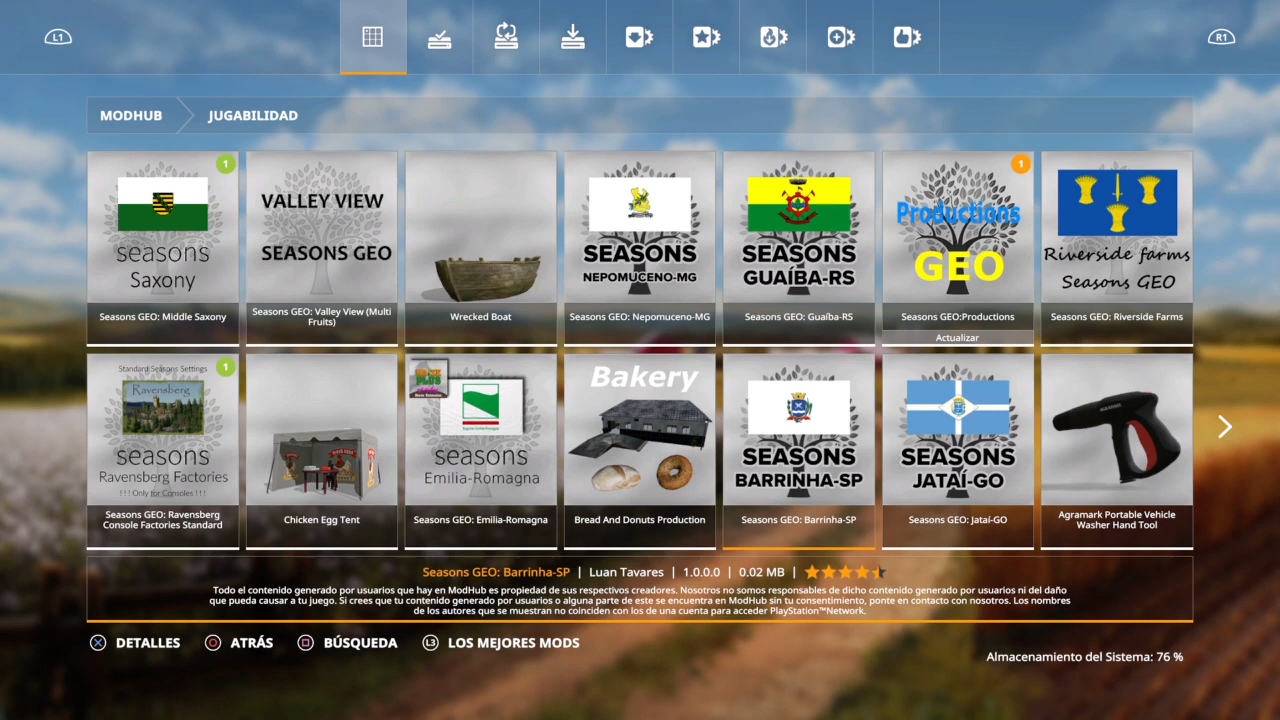 L1
R1
MODHUB
JUGABILIDAD
1
seasons
Saxony
Seasons GEO: Middle Saxony
VALLEY VIEW
SEASONS GEO
Seasons GEO: Valley View (Multi
Fruits)
Wrecked Boat
SEASONS
NEPOMUCENO-MG
Seasons GEO: Nepomuceno-MG
SEASONS
GUAÍBA-RS
Seasons GEO: Guaíba-RS
1
Productions
GEO
Seasons GEO:Productions
Actualizar
Riverside farms
Seasons GEO
Seasons GEO: Riverside Farms
Standard Seasons Settings
1
Ravensberg
seasons
Ravensberg Factories
!!! Only for Consoles !!!
Seasons GEO: Ravensberg
Console Factories Standard
Chicken Egg Tent
PLUS
seasons
Emilia-Romagna
Seasons GEO: Emilia-Romagna
Bakery
Bread And Donuts Production
SEASONS
BARRINHA-SP
Seasons GEO: Barrinha-SP
SEASONS
JATAÍ-GO
Seasons GEO: Jataí-GO
Agramark Portable Vehicle
Washer Hand Tool
Seasons GEO: Barrinha-SP | Luan Tavares | 1.0.0.0 | 0.02 MB |
Todo el contenido generado por usuarios que hay en ModHub es propiedad de sus respectivos creadores. Nosotros no somos responsables de dicho contenido generado por usuarios ni del daño
que pueda causar a tu juego. Si crees que tu contenido generado por usuarios o alguna parte de este se encuentra en ModHub sin tu consentimiento, ponte en contacto con nosotros. Los nombres
de los autores que se muestran no coinciden con los de una cuenta para acceder PlayStation™Network.
DETALLES
ATRÁS
BÚSQUEDA
L3 LOS MEJORES MODS
Almacenamiento del Sistema: 76 %